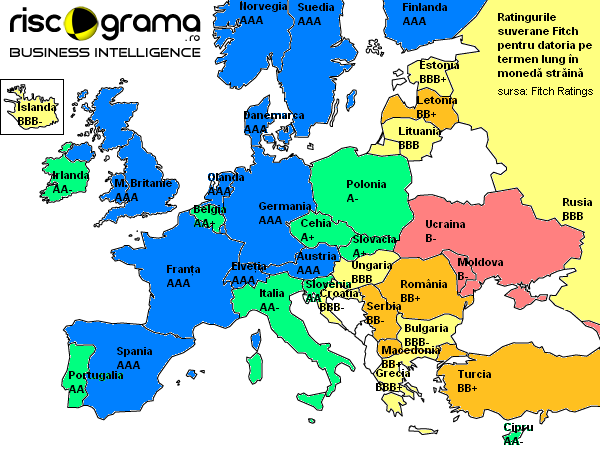 riscograma
.ro
BUSINESS INTELLIGENCE
Norvegia
AAA
Suedia
AAA
Finlanda
AAA
Ratingurile
suverane Fitch
pentru datoria pe
termen lung în
monedă străină
sursa: Fitch Ratings
Estonia
BBB+
Islanda
BBB-
Letonia
BB+
Danemarca
AAA
Lituania
BBB
Irlanda
AA-
M. Britanie
AAA
Olanda
AAA
Polonia
A-
Belgia
AA+
Germania
AAA
Rusia
BBB
Cehia
A+
Ucraina
B-
Slovacia
A+
Austria
AAA
Moldova
B-
Franța
AAA
Elveția
AAA
Ungaria
BBB
România
BB+
Italia
AA-
Slovenia
AA
Croația
BBB-
Serbia
BB-
Bulgaria
BBB-
Spania
AAA
Macedonia
BB+
Portugalia
AA
Grecia
BBB+
Turcia
BB+
Cipru
AA-